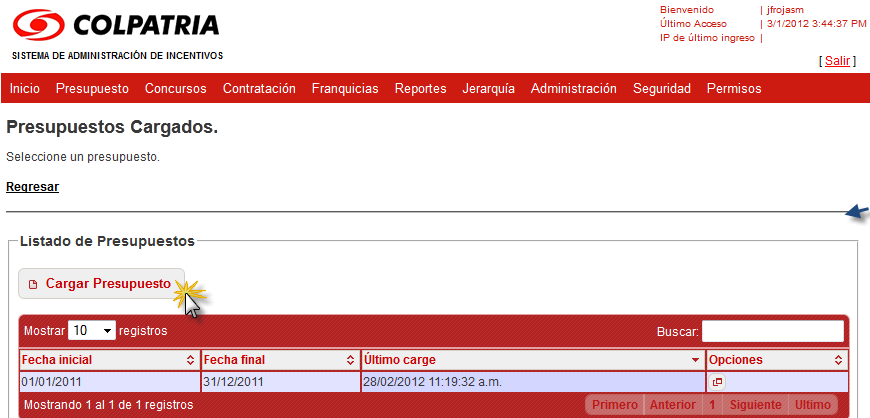 COLPATRIA
SISTEMA DE ADMINISTRACIÓN DE INCENTIVOS
Bienvenido | jfrojasm
Último Acceso | 3/1/2012 3:44:37 PM
IP de último ingreso |
[ Salir ]
Inicio Presupuesto Concursos Contratación Franquicias Reportes Jerarquía Administración Seguridad Permisos
Presupuestos Cargados.
Seleccione un presupuesto.
Regresar
Listado de Presupuestos
Cargar Presupuesto
Mostrar 10 registros Buscar:
Fecha inicial Fecha final Último carge Opciones
01/01/2011 31/12/2011 28/02/2012 11:19:32 a.m.
Mostrando 1 al 1 de 1 registros Primero Anterior 1 Siguiente Ultimo